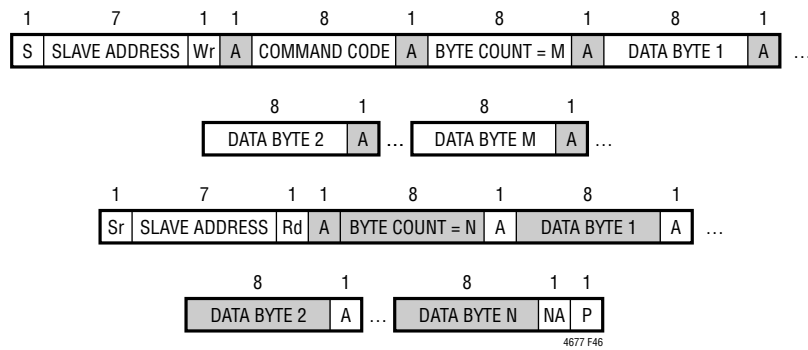 1 7 1 1 8 1 8 1 8 1
S SLAVE ADDRESS Wr A COMMAND CODE A BYTE COUNT = M A DATA BYTE 1 A …
8 1 8 1
DATA BYTE 2 A … DATA BYTE M A …
1 7 1 1 8 1 8 1
Sr SLAVE ADDRESS Rd A BYTE COUNT = N A DATA BYTE 1 A …
8 1 8 1 1
DATA BYTE 2 A … DATA BYTE N NA P
4677 F46